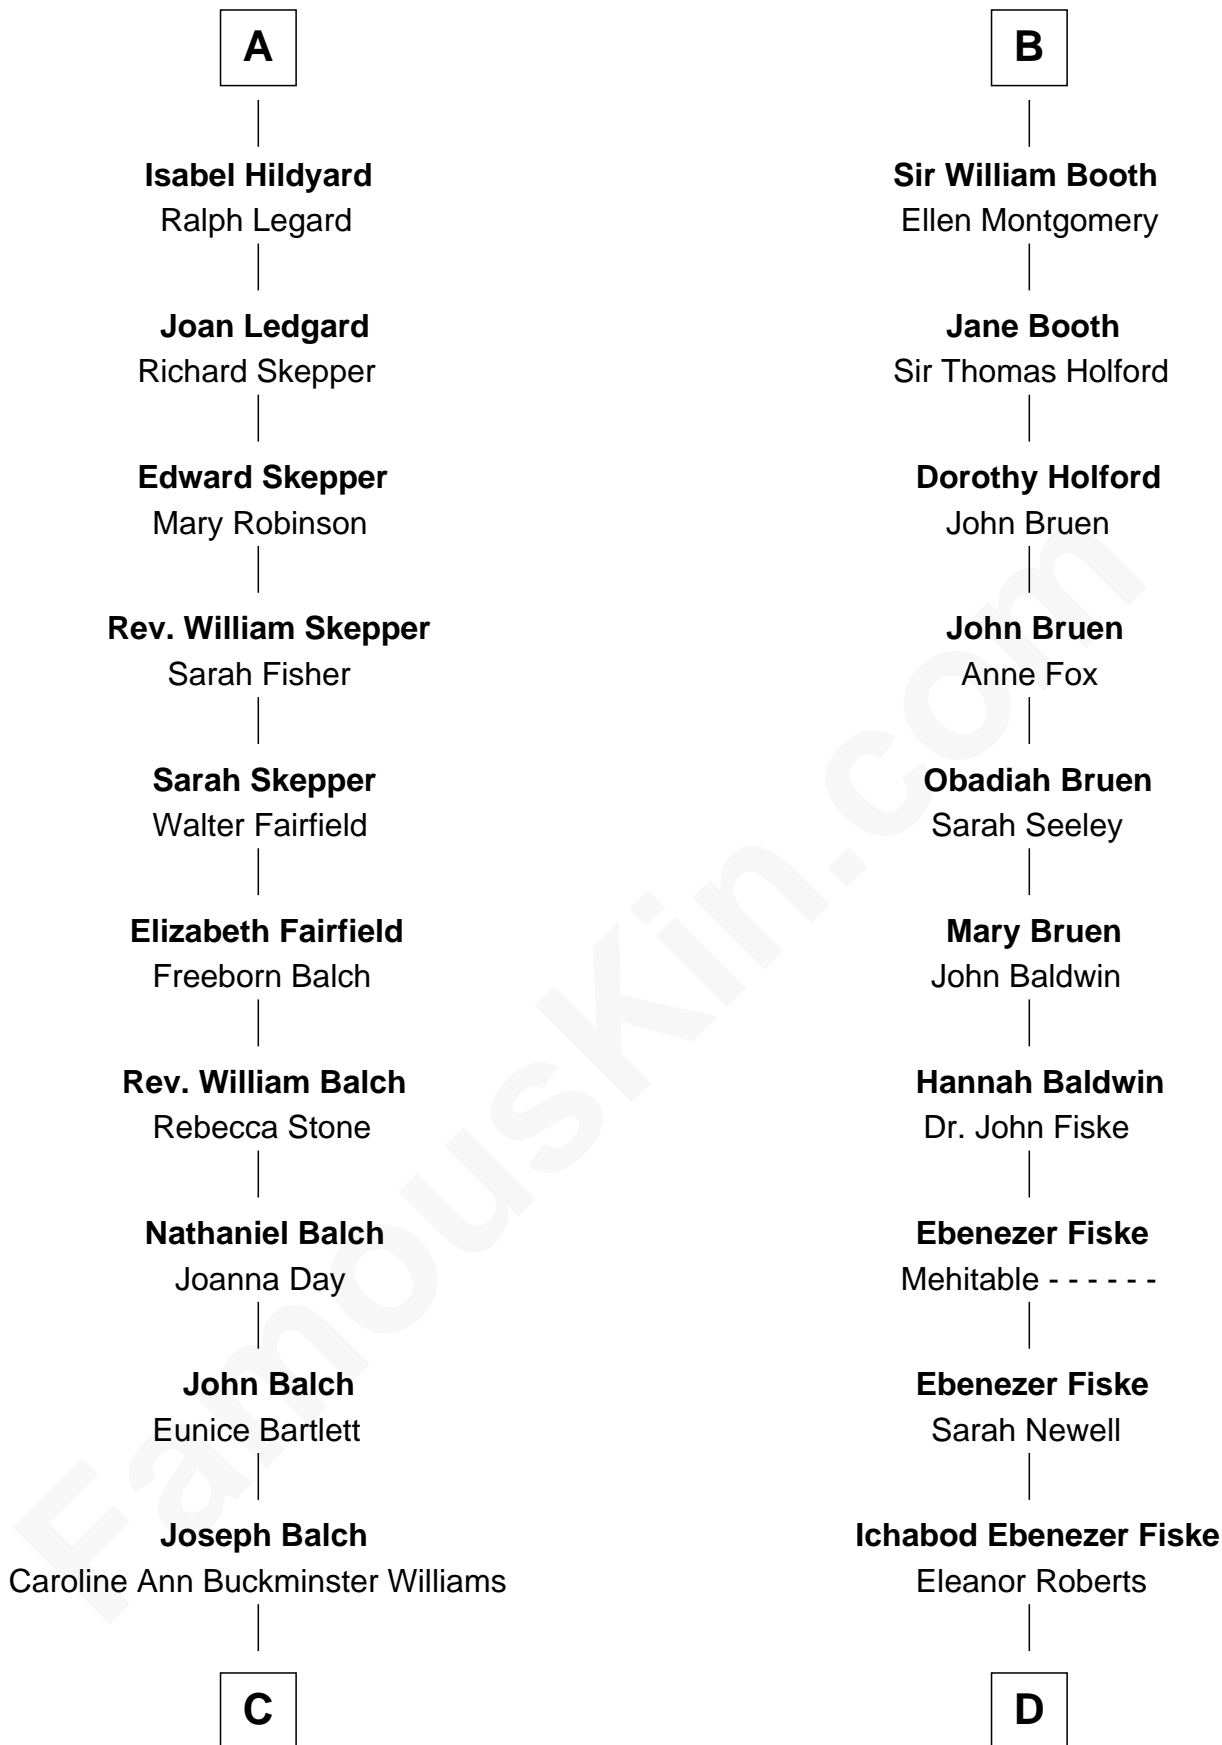 A
Isabel Hildyard
Ralph Legard
Joan Ledgard
Richard Skepper
Edward Skepper
Mary Robinson
Rev. William Skepper
Sarah Fisher
Sarah Skepper
Walter Fairfield
Elizabeth Fairfield
Freeborn Balch
Rev. William Balch
Rebecca Stone
Nathaniel Balch
Joanna Day
John Balch
Eunice Bartlett
Joseph Balch
Caroline Ann Buckminster Williams
C
B
Sir William Booth
Ellen Montgomery
Jane Booth
Sir Thomas Holford
Dorothy Holford
John Bruen
John Bruen
Anne Fox
Obadiah Bruen
Sarah Seeley
Mary Bruen
John Baldwin
Hannah Baldwin
Dr. John Fiske
Ebenezer Fiske
Mehitable - - - - - -
Ebenezer Fiske
Sarah Newell
Ichabod Ebenezer Fiske
Eleanor Roberts
D
FamousKin.com